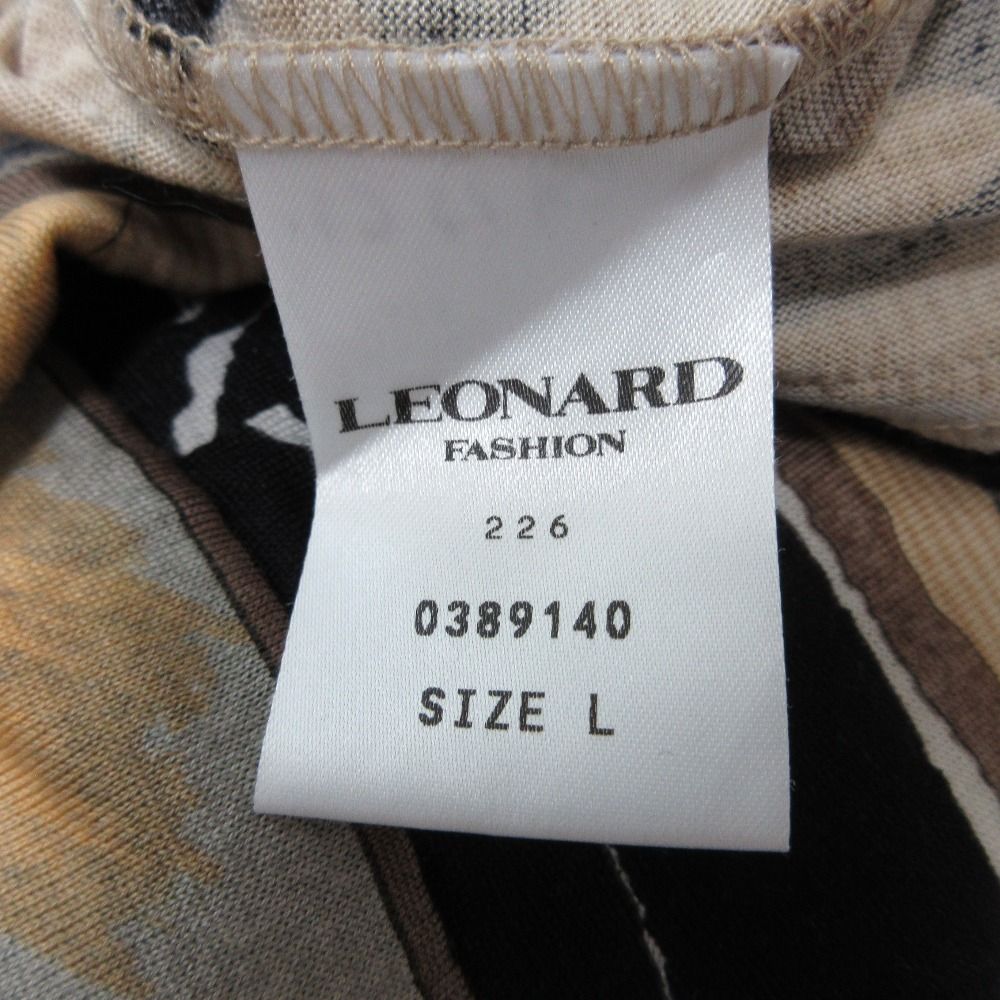 LEONARD
FASHION
226
0389140
SIZE L